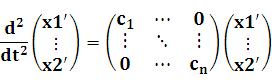 d²/dt² (x1′ ⋮ x2′) = (c₁ ⋯ 0 ⋮ ⋱ ⋮ 0 ⋯ cₙ) (x1′ ⋮ x2′)